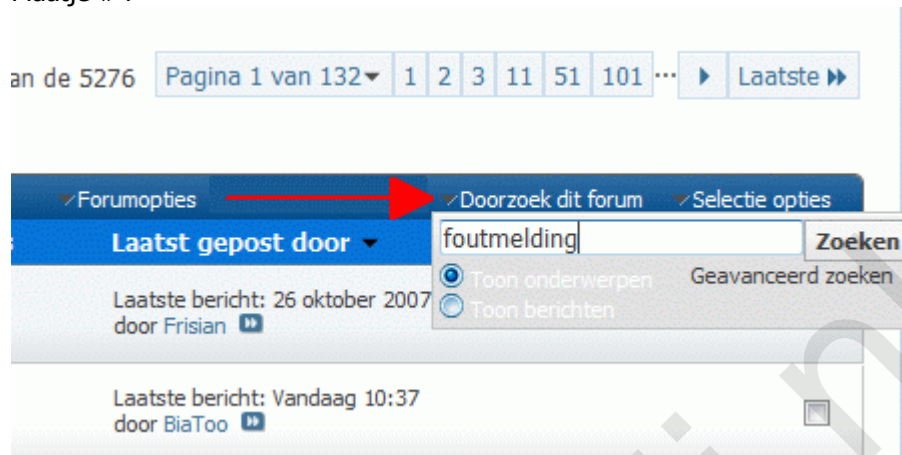 an de 5276 Pagina 1 van 132 1 2 3 11 51 101 ... Laatste
Forumopties Doorzoek dit forum Selectie opties
Laatst gepost door
foutmelding Zoeken
Toon onderwerpen Geavanceerd zoeken
Toon berichten
Laatste bericht: 26 oktober 2007
door Frisian
Laatste bericht: Vandaag 10:37
door BiaToo